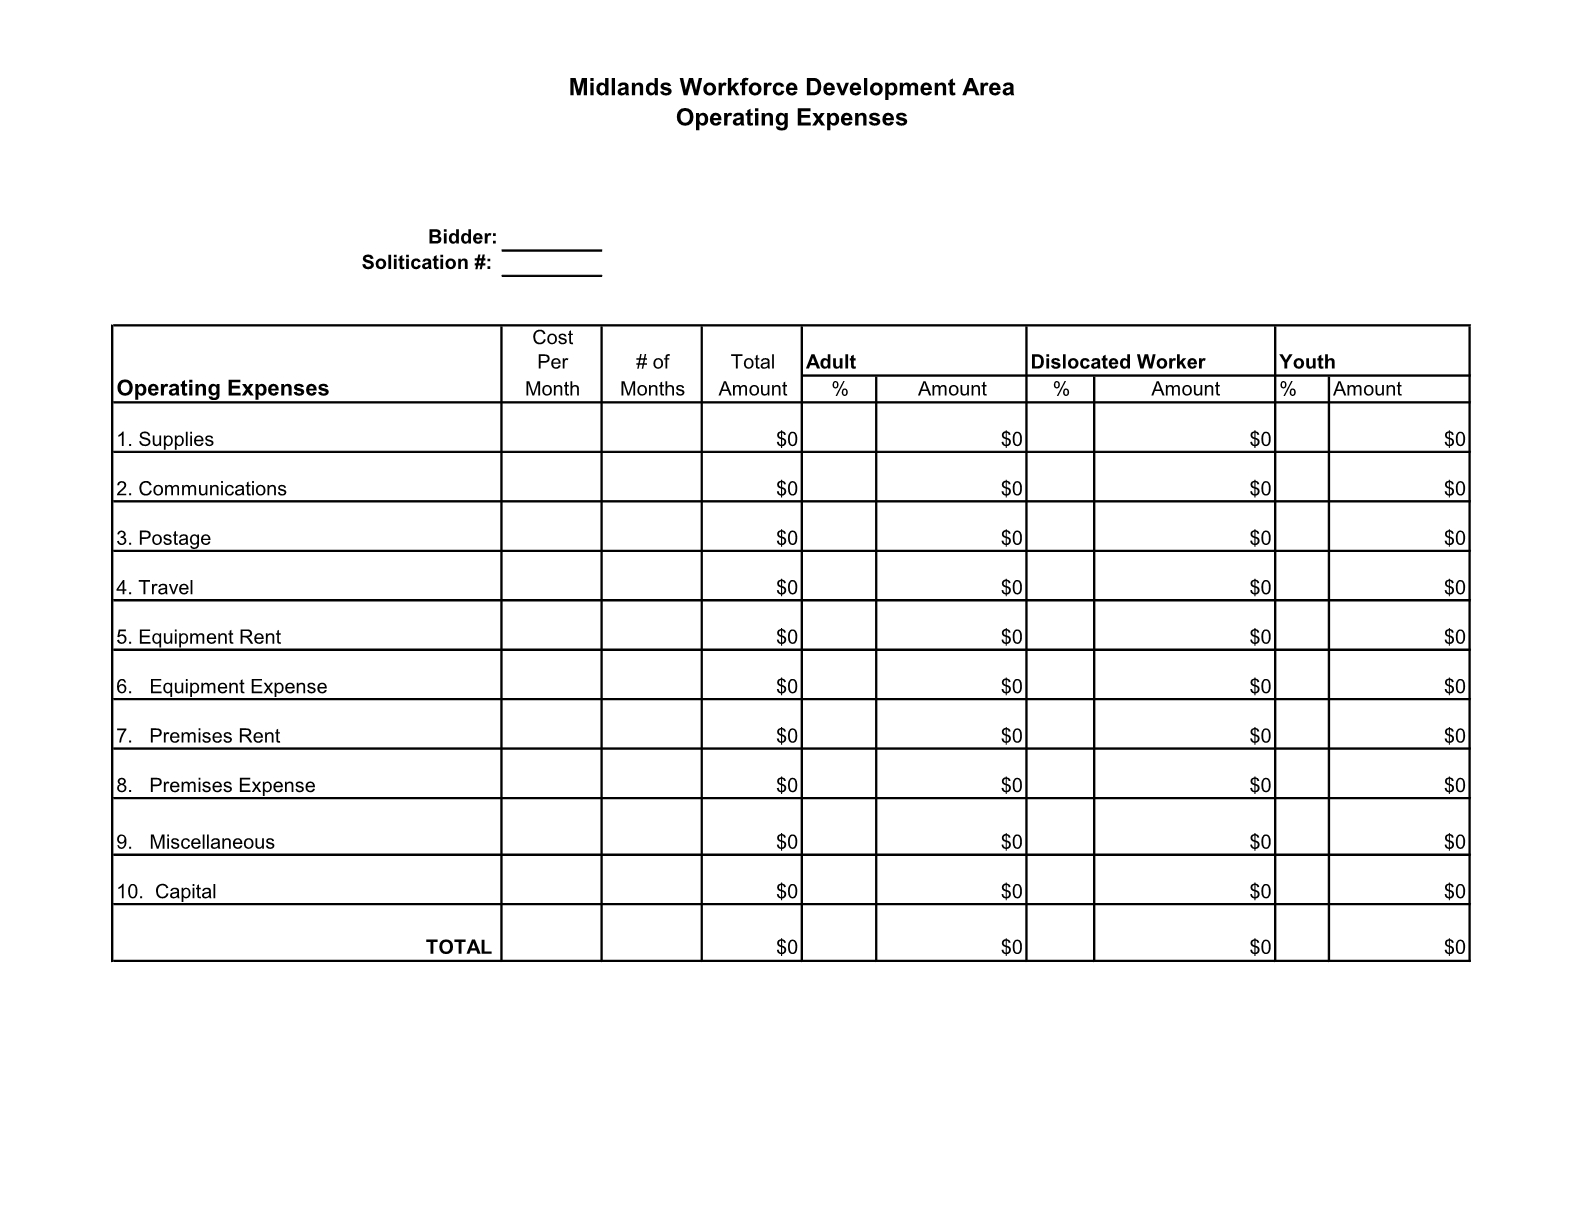 Midlands Workforce Development Area
Operating Expenses
Bidder:
Solitication #:
Cost
Per # of Total Adult Dislocated Worker Youth
Operating Expenses Month Months Amount % Amount % Amount % Amount
1. Supplies $0 $0 $0 $0
2. Communications $0 $0 $0 $0
3. Postage $0 $0 $0 $0
4. Travel $0 $0 $0 $0
5. Equipment Rent $0 $0 $0 $0
6. Equipment Expense $0 $0 $0 $0
7. Premises Rent $0 $0 $0 $0
8. Premises Expense $0 $0 $0 $0
9. Miscellaneous $0 $0 $0 $0
10. Capital $0 $0 $0 $0
TOTAL $0 $0 $0 $0